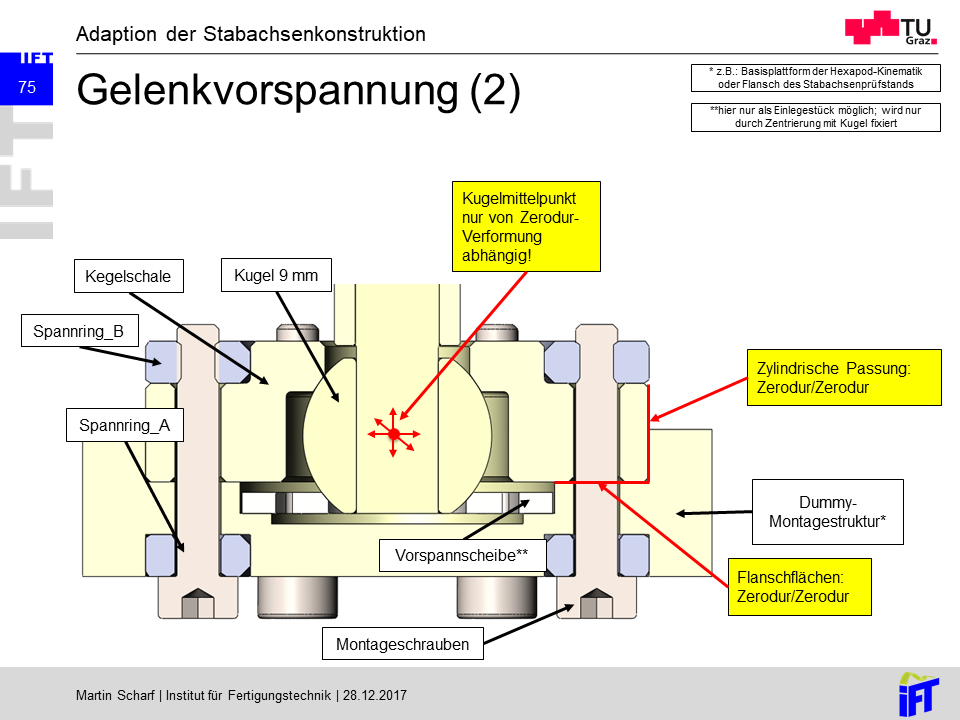 Adaption der Stabachsenkonstruktion
TU
Graz
IFT
75
Gelenkvorspannung (2)
* z.B.: Basisplattform der Hexapod-Kinematik
oder Flansch des Stabachsenprüfstands
**hier nur als Einlegestück möglich; wird nur
durch Zentrierung mit Kugel fixiert
IFT
Kugelmittelpunkt
nur von Zerodur-
Verformung
abhängig!
Kegelschale
Kugel 9 mm
Spannring_B
Zylindrische Passung:
Zerodur/Zerodur
Spannring_A
Dummy-
Montagestruktur*
Vorspannscheibe**
Flanschflächen:
Zerodur/Zerodur
Montageschrauben
Martin Scharf | Institut für Fertigungstechnik | 28.12.2017
iFT